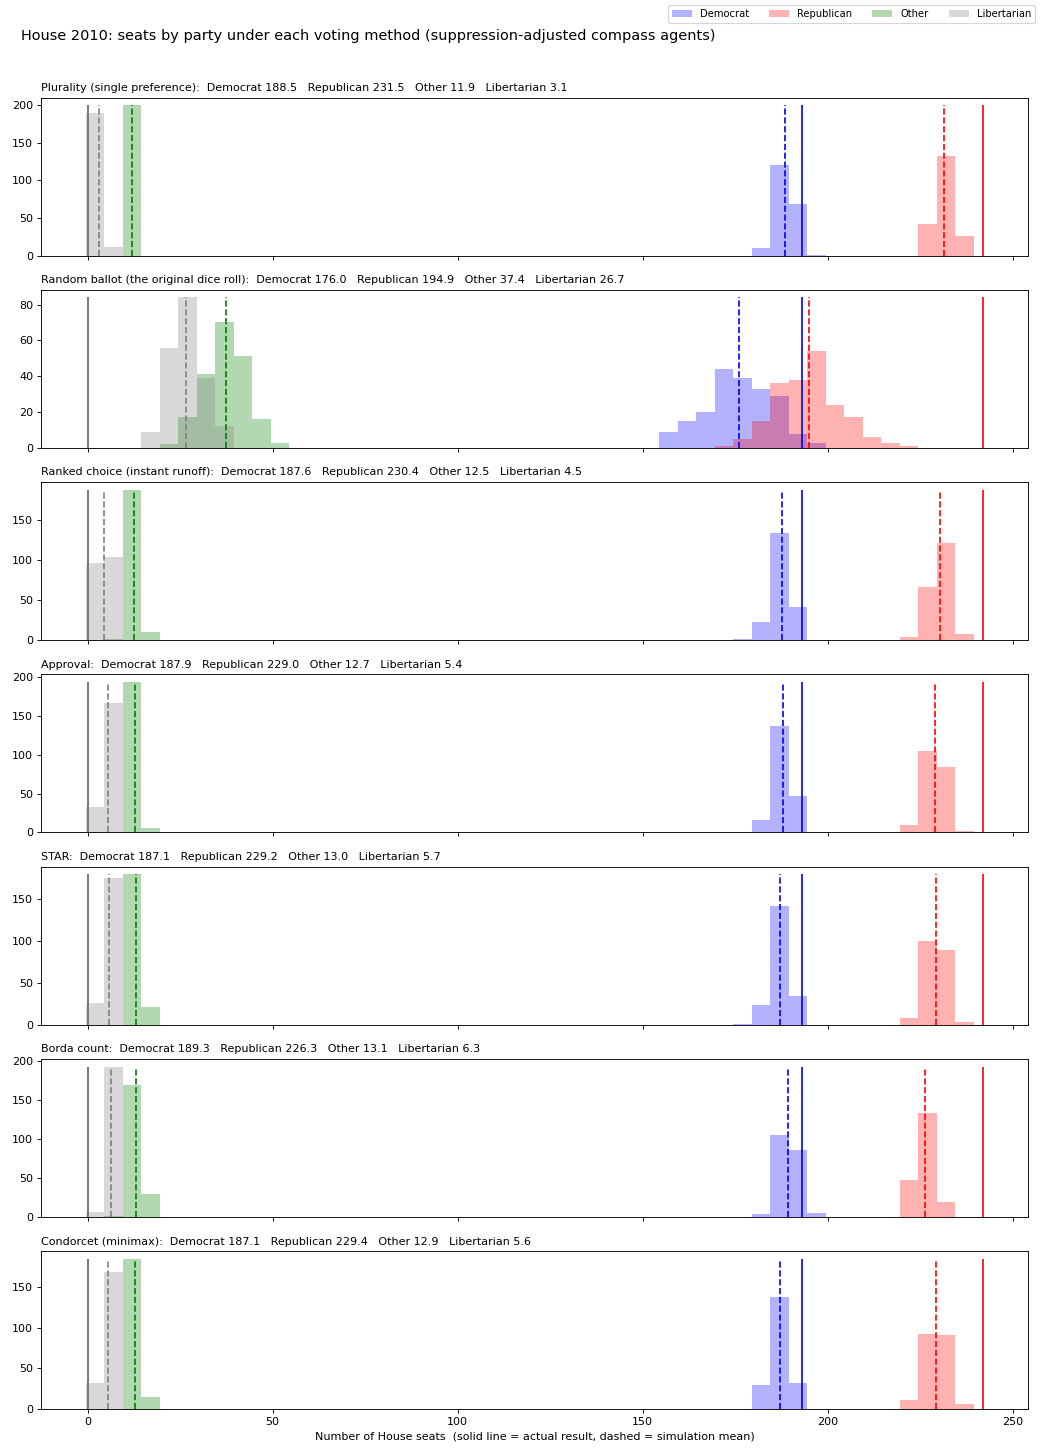 Democrat Republican Other Libertarian
House 2010: seats by party under each voting method (suppression-adjusted compass agents)
Plurality (single preference):  Democrat 188.5   Republican 231.5   Other 11.9   Libertarian 3.1
200
150
100
50
0
Random ballot (the original dice roll):  Democrat 176.0   Republican 194.9   Other 37.4   Libertarian 26.7
80
60
40
20
0
Ranked choice (instant runoff):  Democrat 187.6   Republican 230.4   Other 12.5   Libertarian 4.5
150
100
50
0
Approval:  Democrat 187.9   Republican 229.0   Other 12.7   Libertarian 5.4
200
150
100
50
0
STAR:  Democrat 187.1   Republican 229.2   Other 13.0   Libertarian 5.7
150
100
50
0
Borda count:  Democrat 189.3   Republican 226.3   Other 13.1   Libertarian 6.3
200
150
100
50
0
Condorcet (minimax):  Democrat 187.1   Republican 229.4   Other 12.9   Libertarian 5.6
150
100
50
0
0 50 100 150 200 250
Number of House seats  (solid line = actual result, dashed = simulation mean)